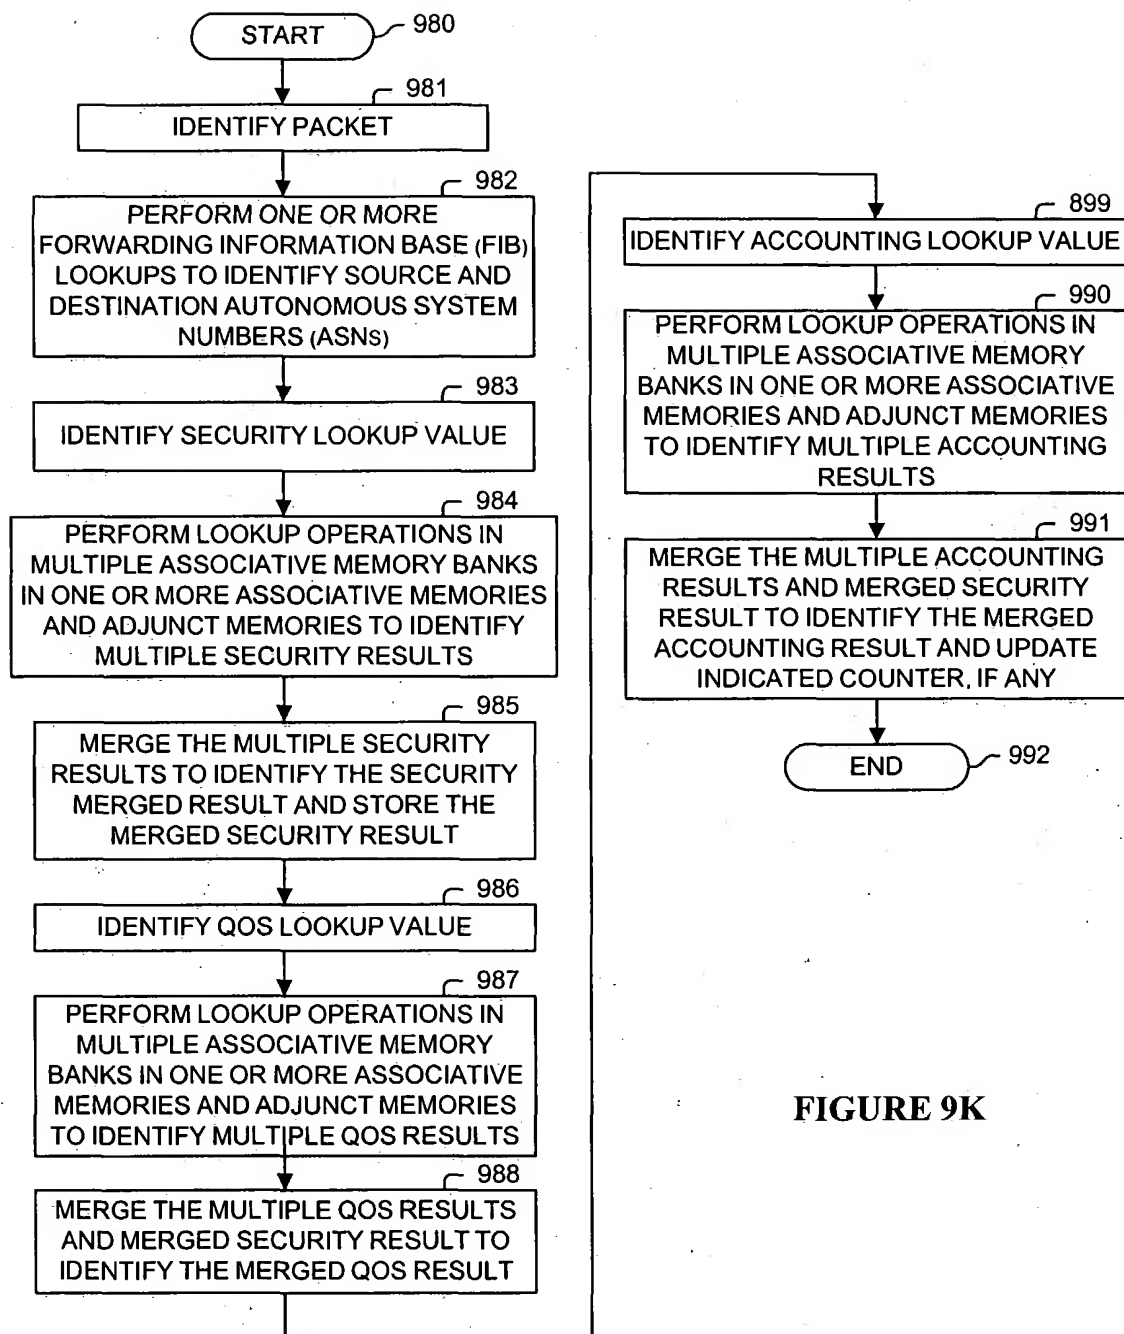 START
980
981
IDENTIFY PACKET
982
PERFORM ONE OR MORE
FORWARDING INFORMATION BASE (FIB)
LOOKUPS TO IDENTIFY SOURCE AND
DESTINATION AUTONOMOUS SYSTEM
NUMBERS (ASNs)
983
IDENTIFY SECURITY LOOKUP VALUE
984
PERFORM LOOKUP OPERATIONS IN
MULTIPLE ASSOCIATIVE MEMORY BANKS
IN ONE OR MORE ASSOCIATIVE MEMORIES
AND ADJUNCT MEMORIES TO IDENTIFY
MULTIPLE SECURITY RESULTS
985
MERGE THE MULTIPLE SECURITY
RESULTS TO IDENTIFY THE SECURITY
MERGED RESULT AND STORE THE
MERGED SECURITY RESULT
986
IDENTIFY QOS LOOKUP VALUE
987
PERFORM LOOKUP OPERATIONS IN
MULTIPLE ASSOCIATIVE MEMORY
BANKS IN ONE OR MORE ASSOCIATIVE
MEMORIES AND ADJUNCT MEMORIES
TO IDENTIFY MULTIPLE QOS RESULTS
988
MERGE THE MULTIPLE QOS RESULTS
AND MERGED SECURITY RESULT TO
IDENTIFY THE MERGED QOS RESULT
899
IDENTIFY ACCOUNTING LOOKUP VALUE
990
PERFORM LOOKUP OPERATIONS IN
MULTIPLE ASSOCIATIVE MEMORY
BANKS IN ONE OR MORE ASSOCIATIVE
MEMORIES AND ADJUNCT MEMORIES
TO IDENTIFY MULTIPLE ACCOUNTING
RESULTS
991
MERGE THE MULTIPLE ACCOUNTING
RESULTS AND MERGED SECURITY
RESULT TO IDENTIFY THE MERGED
ACCOUNTING RESULT AND UPDATE
INDICATED COUNTER, IF ANY
END
992
FIGURE 9K